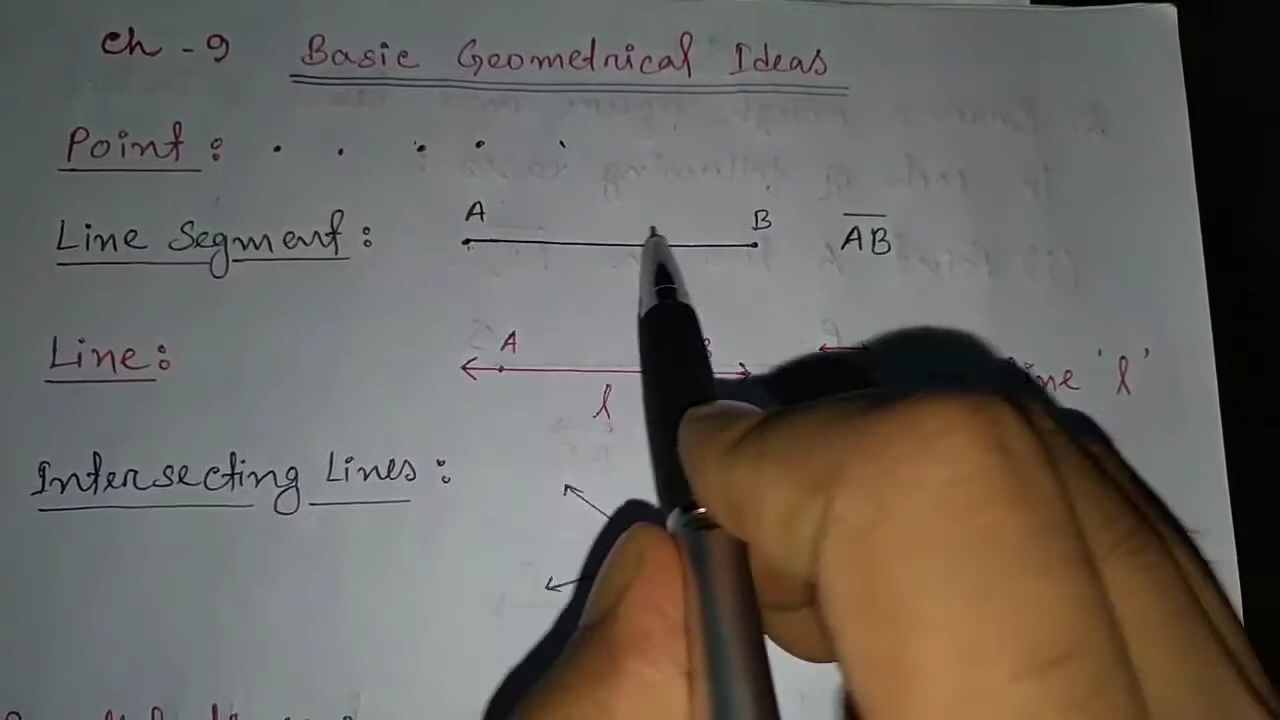 Ch - 9 Basic Geometrical Ideas
Point : . . . . .
Line Segment : A B AB
Line : A l 'l'
Intersecting Lines :